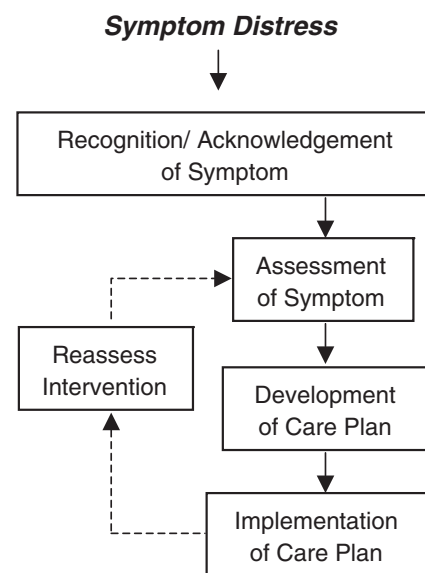 Symptom Distress
Recognition/ Acknowledgement
of Symptom
Assessment
of Symptom
Reassess
Intervention
Development
of Care Plan
Implementation
of Care Plan